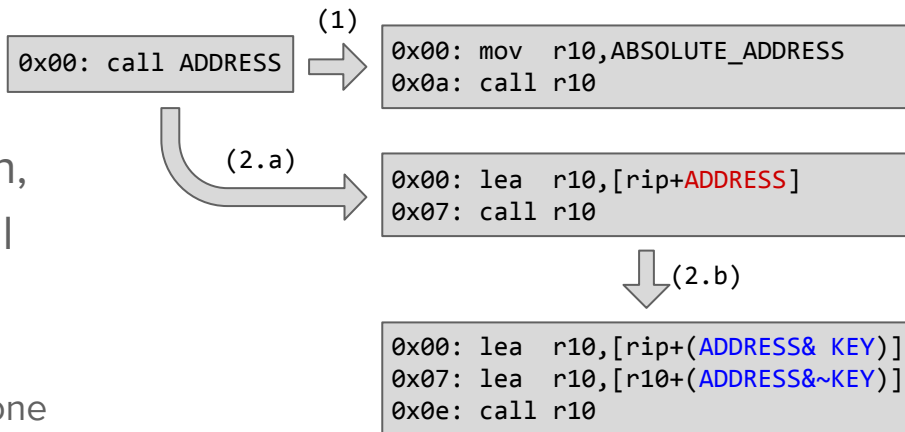 (1)
0x00: call ADDRESS
0x00: mov r10,ABSOLUTE_ADDRESS
0x0a: call r10
(2.a)
0x00: lea r10,[rip+ADDRESS]
0x07: call r10
(2.b)
0x00: lea r10,[rip+(ADDRESS& KEY)]
0x07: lea r10,[r10+(ADDRESS&~KEY)]
0x0e: call r10